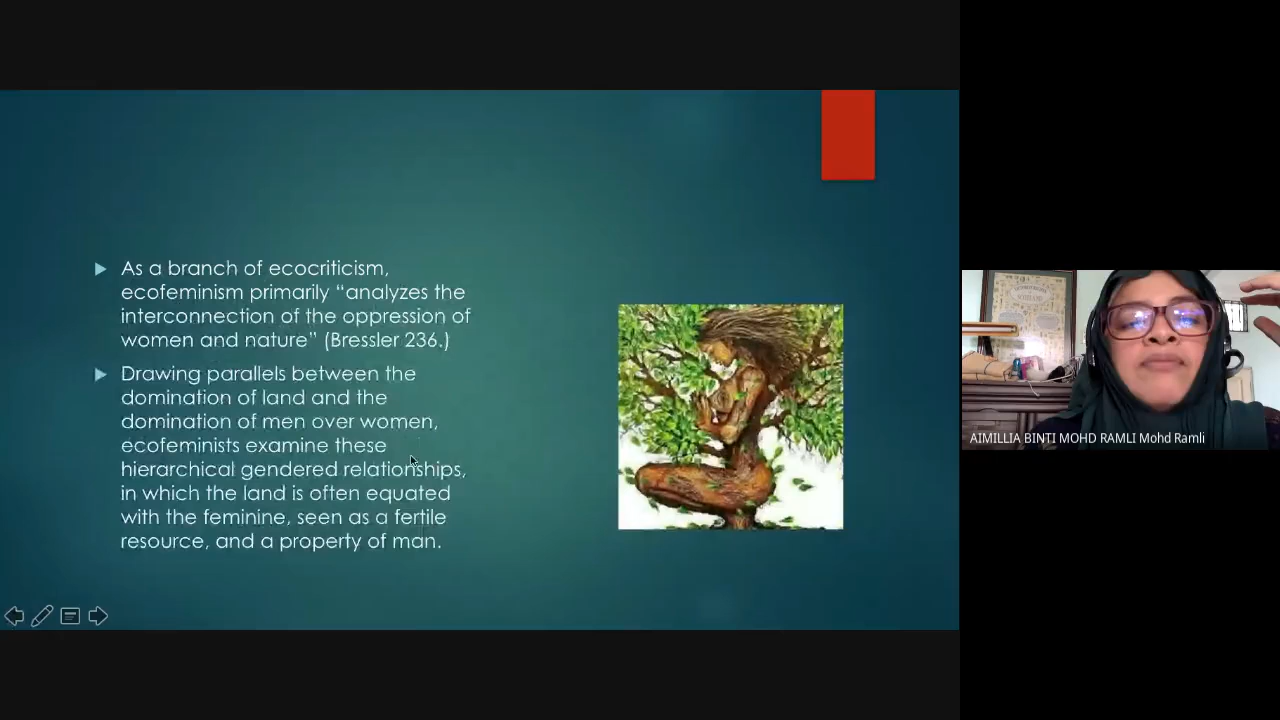 As a branch of ecocriticism,
ecofeminism primarily “analyzes the
interconnection of the oppression of
women and nature” (Bressler 236.)
Drawing parallels between the
domination of land and the
domination of men over women,
ecofeminists examine these
hierarchical gendered relationships,
in which the land is often equated
with the feminine, seen as a fertile
resource, and a property of man.
AIMILLIA BINTI MOHD RAMLI Mohd Ramli